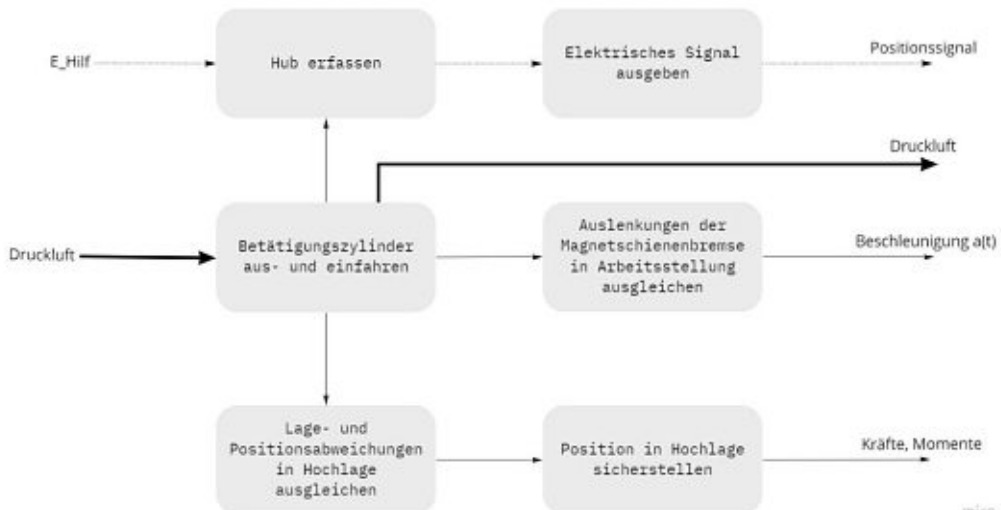 E_Hilf
Hub erfassen
Elektrisches Signal
ausgeben
Positionssignal
Druckluft
Druckluft
Betätigungszylinder
aus- und einfahren
Auslenkungen der
Magnetschienenbremse
in Arbeitsstellung
ausgleichen
Beschleunigung a(t)
Lage- und
Positionsabweichungen
in Hochlage
ausgleichen
Position in Hochlage
sicherstellen
Kräfte, Momente